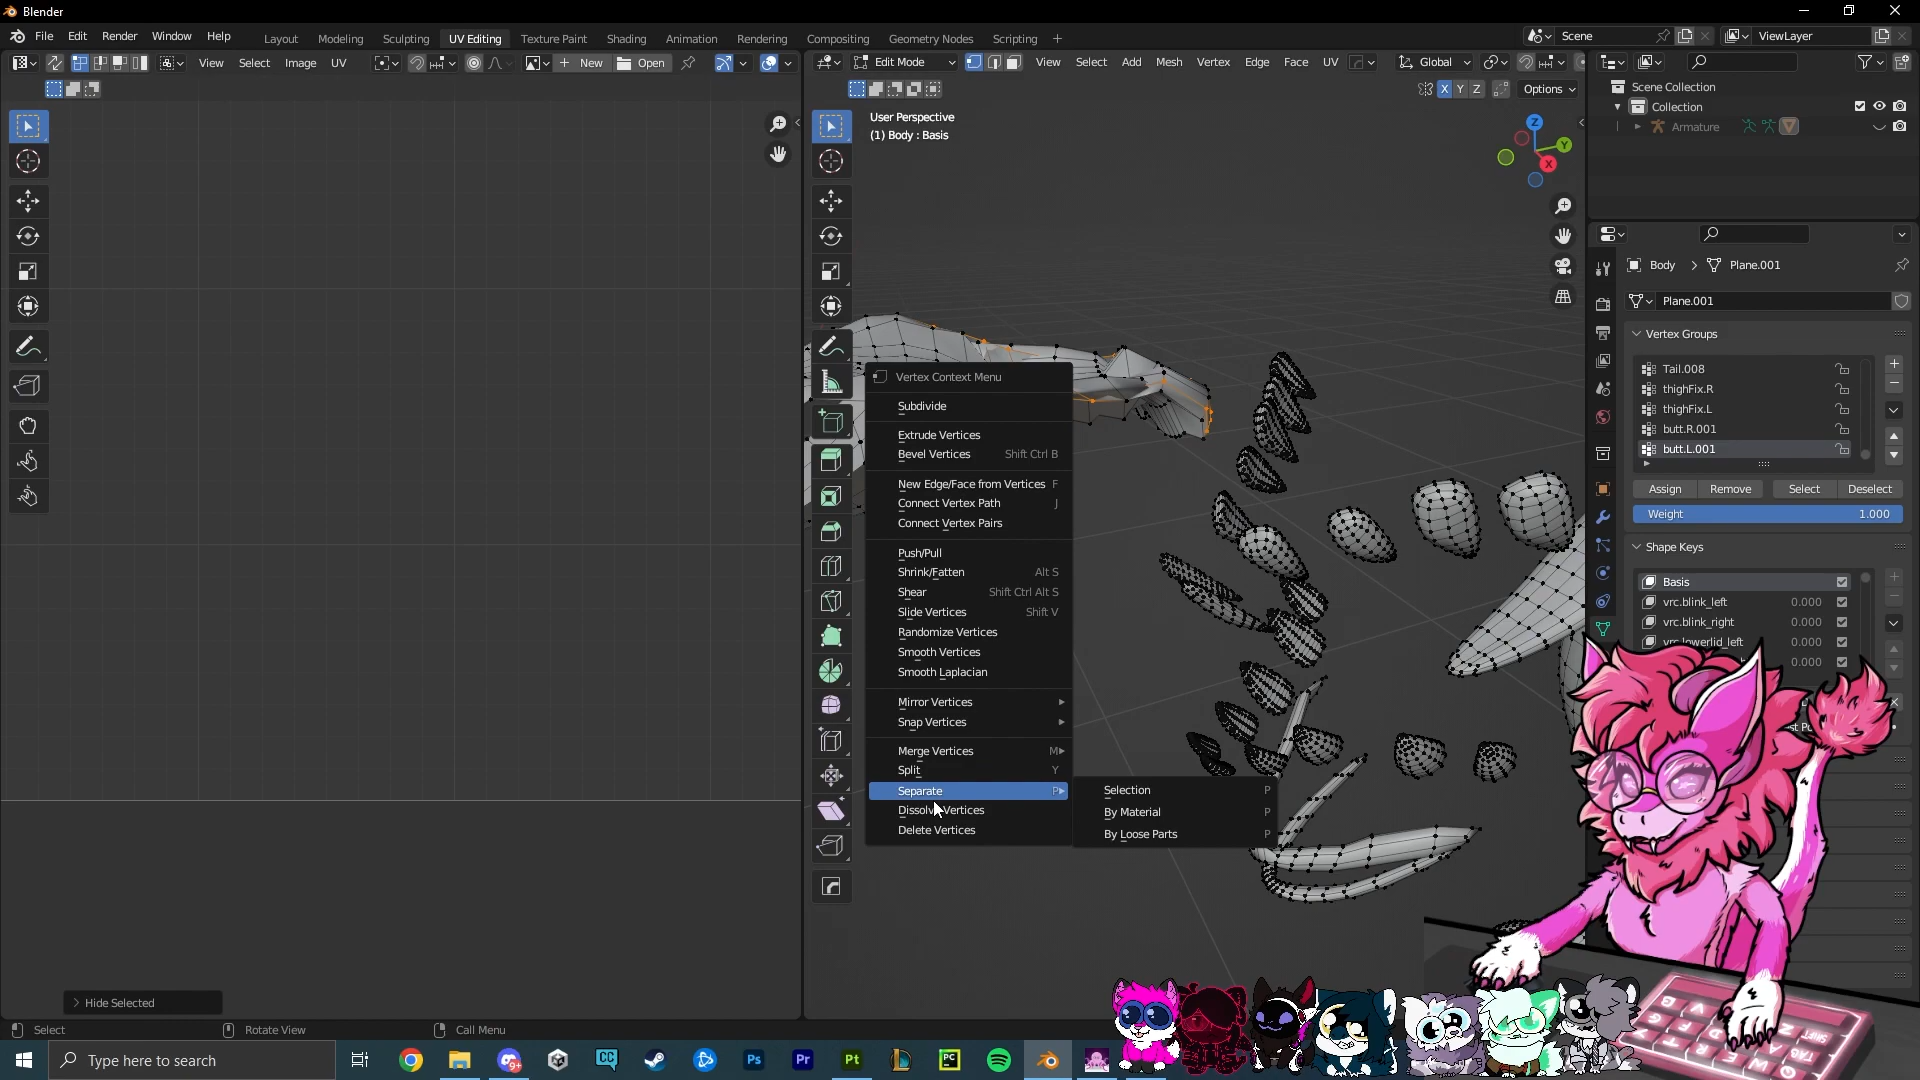 Blender
File Edit Render Window Help
Layout Modeling Sculpting UV Editing Texture Paint Shading Animation Rendering Compositing Geometry Nodes Scripting
Scene
ViewLayer
View Select Image UV
New Open
Edit Mode
View Select Add Mesh Vertex Edge Face UV
Global
X Y Z
Options
User Perspective
(1) Body : Basis
Z
Y
X
Scene Collection
Collection
Armature
Body Plane.001
Plane.001
Vertex Groups
Tail.008
thighFix.R
thighFix.L
butt.R.001
butt.L.001
Assign Remove Select Deselect
Weight 1.000
Shape Keys
Basis
vrc.blink_left 0.000
vrc.blink_right 0.000
vrc.lowerlid_left 0.000
0.000
Vertex Context Menu
Subdivide
Extrude Vertices
Bevel Vertices Shift Ctrl B
New Edge/Face from Vertices F
Connect Vertex Path J
Connect Vertex Pairs
Push/Pull
Shrink/Fatten Alt S
Shear Shift Ctrl Alt S
Slide Vertices Shift V
Randomize Vertices
Smooth Vertices
Smooth Laplacian
Mirror Vertices
Snap Vertices
Merge Vertices M
Split Y
Separate P
Dissolve Vertices
Delete Vertices
Selection P
By Material P
By Loose Parts P
Hide Selected
Select Rotate View Call Menu
Type here to search